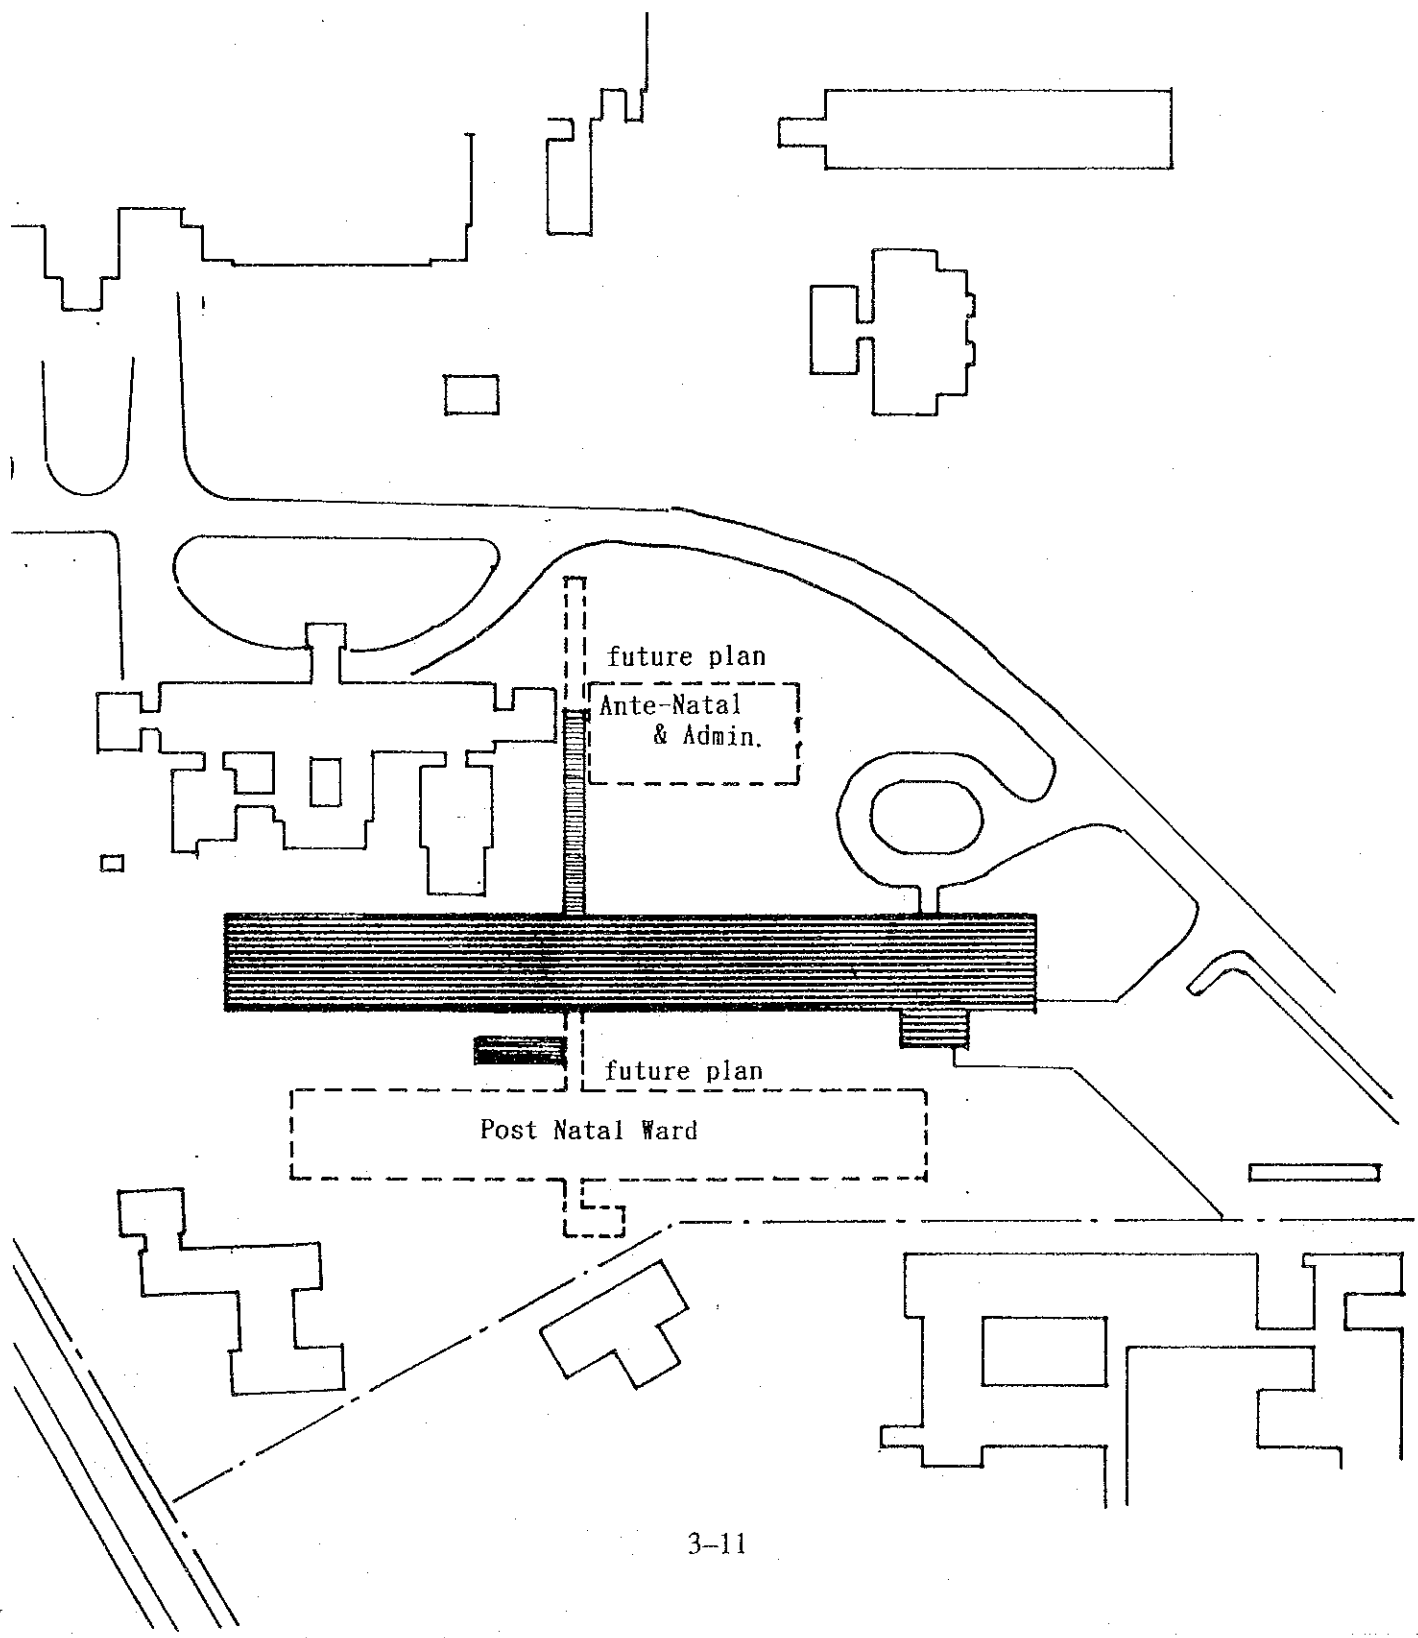 future plan
Ante-Natal
& Admin.
future plan
Post Natal Ward
3-11